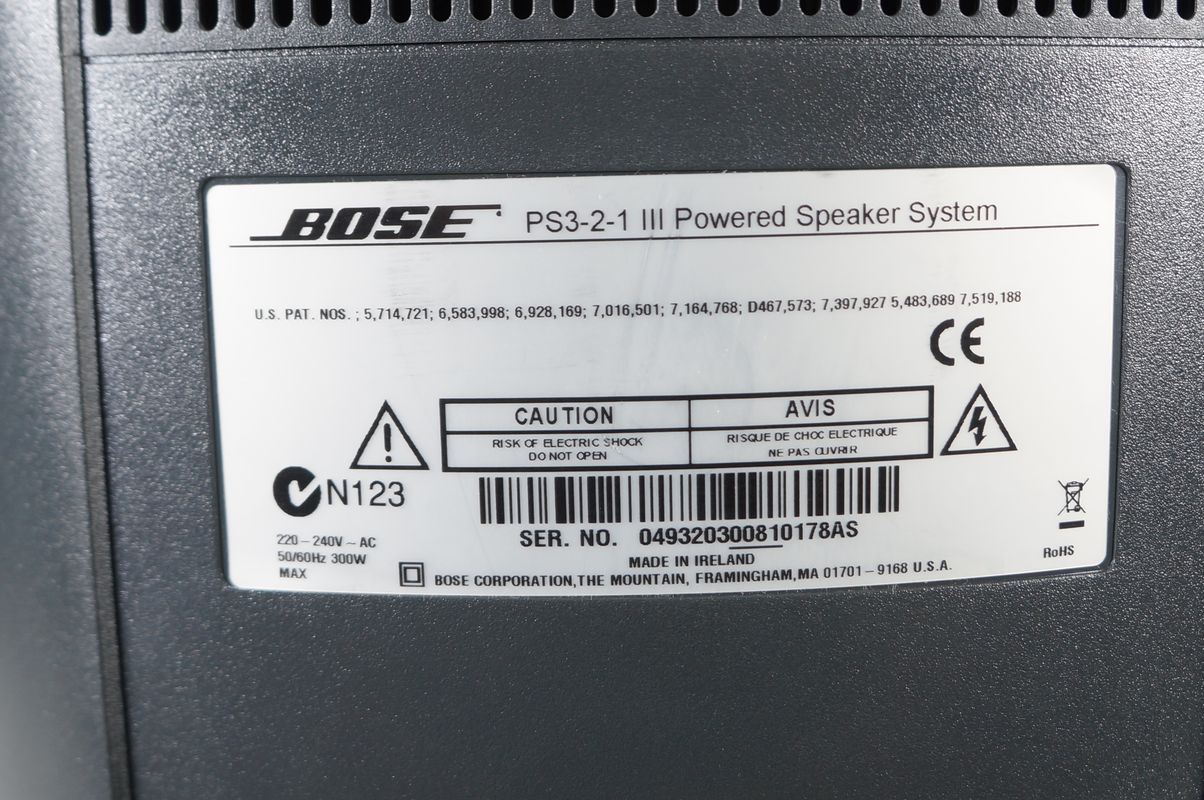 BOSE PS3-2-1 III Powered Speaker System
U.S. PAT. NOS. ; 5,714,721; 6,583,998; 6,928,169; 7,016,501; 7,164,768; D467,573; 7,397,927 5,483,689 7,519,188
CE
CAUTION
RISK OF ELECTRIC SHOCK
DO NOT OPEN
AVIS
RISQUE DE CHOC ELECTRIQUE
NE PAS OUVRIR
N123
SER. NO. 049320300810178AS
220-240V ~ AC
50/60Hz 300W
MAX
MADE IN IRELAND
BOSE CORPORATION, THE MOUNTAIN, FRAMINGHAM, MA 01701-9168 U.S.A.
RoHS